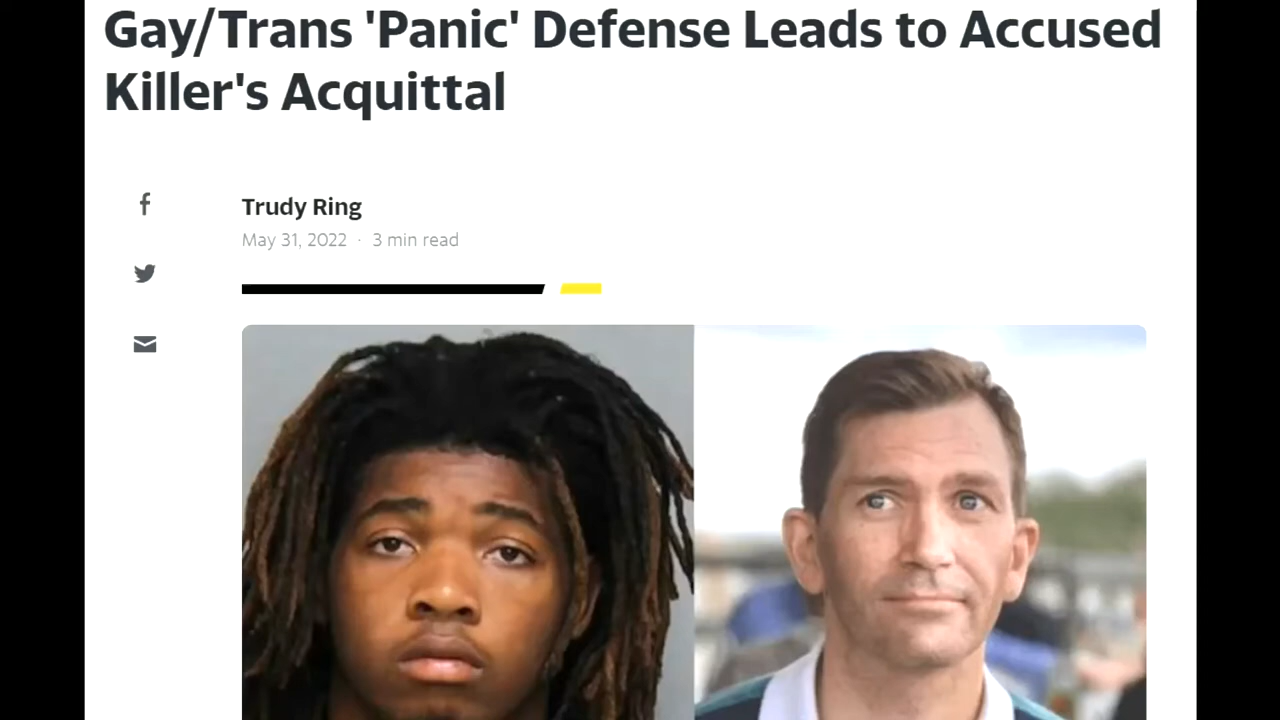 Gay/Trans 'Panic' Defense Leads to Accused
Killer's Acquittal
Trudy Ring
May 31, 2022 · 3 min read